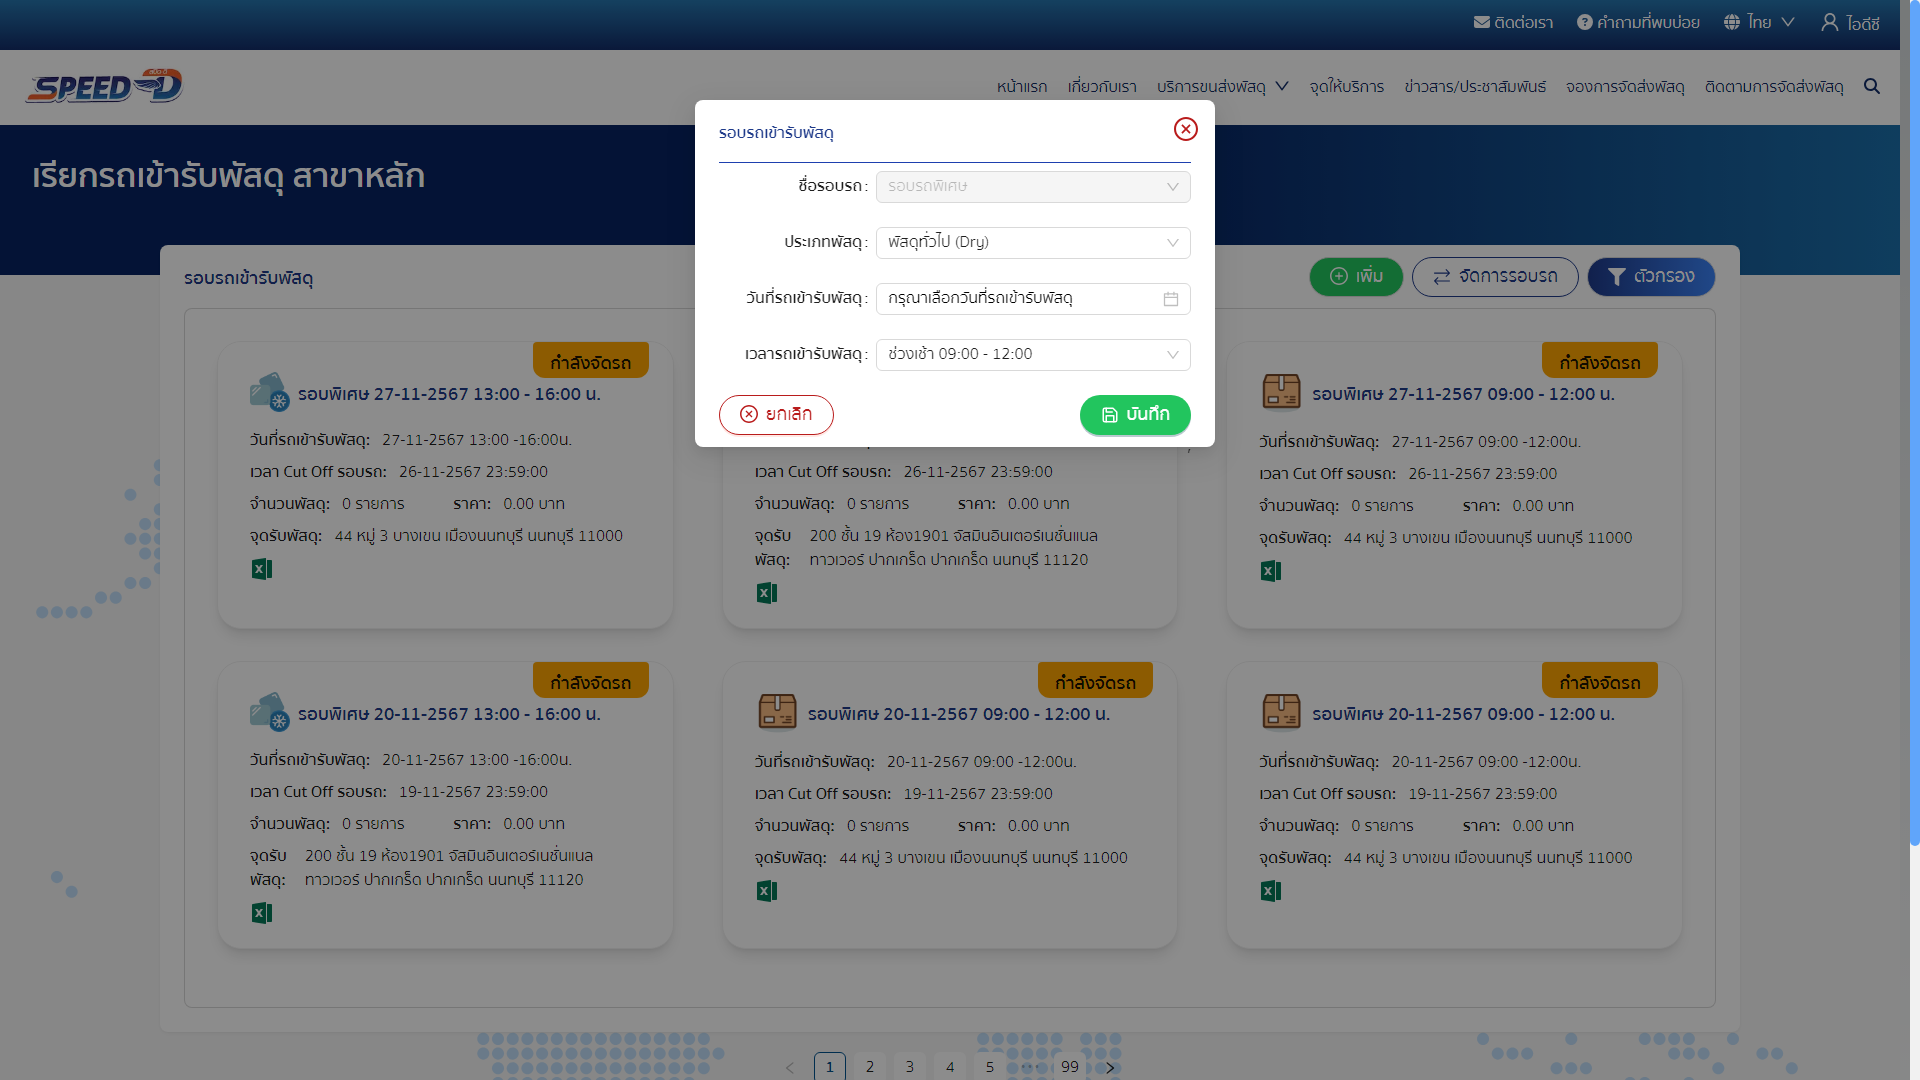 ติดต่อเรา คำถามที่พบบ่อย ไทย ไอดีซี
สปีด ดี
SPEED-D
หน้าแรก เกี่ยวกับเรา บริการขนส่งพัสดุ จุดให้บริการ ข่าวสาร/ประชาสัมพันธ์ จองการจัดส่งพัสดุ ติดตามการจัดส่งพัสดุ
เรียกรถเข้ารับพัสดุ สาขาหลัก
รอบรถเข้ารับพัสดุ
ชื่อรอบรถ: รอบรถพิเศษ
ประเภทพัสดุ: พัสดุทั่วไป (Dry)
วันที่รถเข้ารับพัสดุ: กรุณาเลือกวันที่รถเข้ารับพัสดุ
เวลารถเข้ารับพัสดุ: ช่วงเช้า 09:00 - 12:00
ยกเลิก บันทึก
รอบรถเข้ารับพัสดุ
เพิ่ม จัดการรอบรถ ตัวกรอง
กำลังจัดรถ
รอบพิเศษ 27-11-2567 13:00 - 16:00 น.
วันที่รถเข้ารับพัสดุ: 27-11-2567 13:00 -16:00น.
เวลา Cut Off รอบรถ: 26-11-2567 23:59:00
จำนวนพัสดุ: 0 รายการ ราคา: 0.00 บาท
จุดรับพัสดุ: 44 หมู่ 3 บางเขน เมืองนนทบุรี นนทบุรี 11000
เวลา Cut Off รอบรถ: 26-11-2567 23:59:00
จำนวนพัสดุ: 0 รายการ ราคา: 0.00 บาท
จุดรับ 200 ชั้น 19 ห้อง1901 จัสมินอินเตอร์เนชั่นแนล
พัสดุ: ทาวเวอร์ ปากเกร็ด ปากเกร็ด นนทบุรี 11120
กำลังจัดรถ
รอบพิเศษ 27-11-2567 09:00 - 12:00 น.
วันที่รถเข้ารับพัสดุ: 27-11-2567 09:00 -12:00น.
เวลา Cut Off รอบรถ: 26-11-2567 23:59:00
จำนวนพัสดุ: 0 รายการ ราคา: 0.00 บาท
จุดรับพัสดุ: 44 หมู่ 3 บางเขน เมืองนนทบุรี นนทบุรี 11000
กำลังจัดรถ
รอบพิเศษ 20-11-2567 13:00 - 16:00 น.
วันที่รถเข้ารับพัสดุ: 20-11-2567 13:00 -16:00น.
เวลา Cut Off รอบรถ: 19-11-2567 23:59:00
จำนวนพัสดุ: 0 รายการ ราคา: 0.00 บาท
จุดรับ 200 ชั้น 19 ห้อง1901 จัสมินอินเตอร์เนชั่นแนล
พัสดุ: ทาวเวอร์ ปากเกร็ด ปากเกร็ด นนทบุรี 11120
กำลังจัดรถ
รอบพิเศษ 20-11-2567 09:00 - 12:00 น.
วันที่รถเข้ารับพัสดุ: 20-11-2567 09:00 -12:00น.
เวลา Cut Off รอบรถ: 19-11-2567 23:59:00
จำนวนพัสดุ: 0 รายการ ราคา: 0.00 บาท
จุดรับพัสดุ: 44 หมู่ 3 บางเขน เมืองนนทบุรี นนทบุรี 11000
กำลังจัดรถ
รอบพิเศษ 20-11-2567 09:00 - 12:00 น.
วันที่รถเข้ารับพัสดุ: 20-11-2567 09:00 -12:00น.
เวลา Cut Off รอบรถ: 19-11-2567 23:59:00
จำนวนพัสดุ: 0 รายการ ราคา: 0.00 บาท
จุดรับพัสดุ: 44 หมู่ 3 บางเขน เมืองนนทบุรี นนทบุรี 11000
< 1 2 3 4 5 ••• 99 >